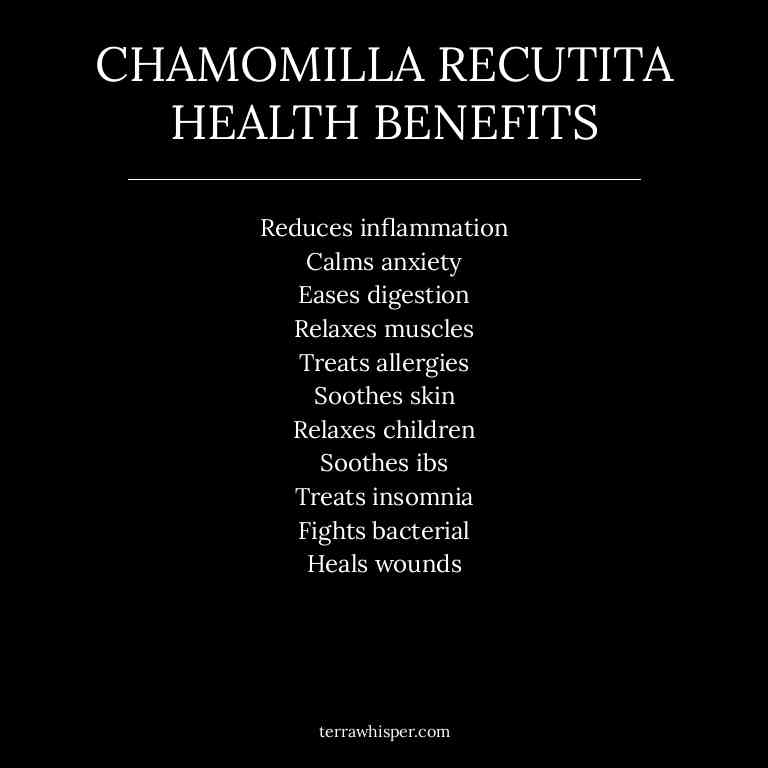 CHAMOMILLA RECUTITA
HEALTH BENEFITS
Reduces inflammation
Calms anxiety
Eases digestion
Relaxes muscles
Treats allergies
Soothes skin
Relaxes children
Soothes ibs
Treats insomnia
Fights bacterial
Heals wounds
terrawhisper.com